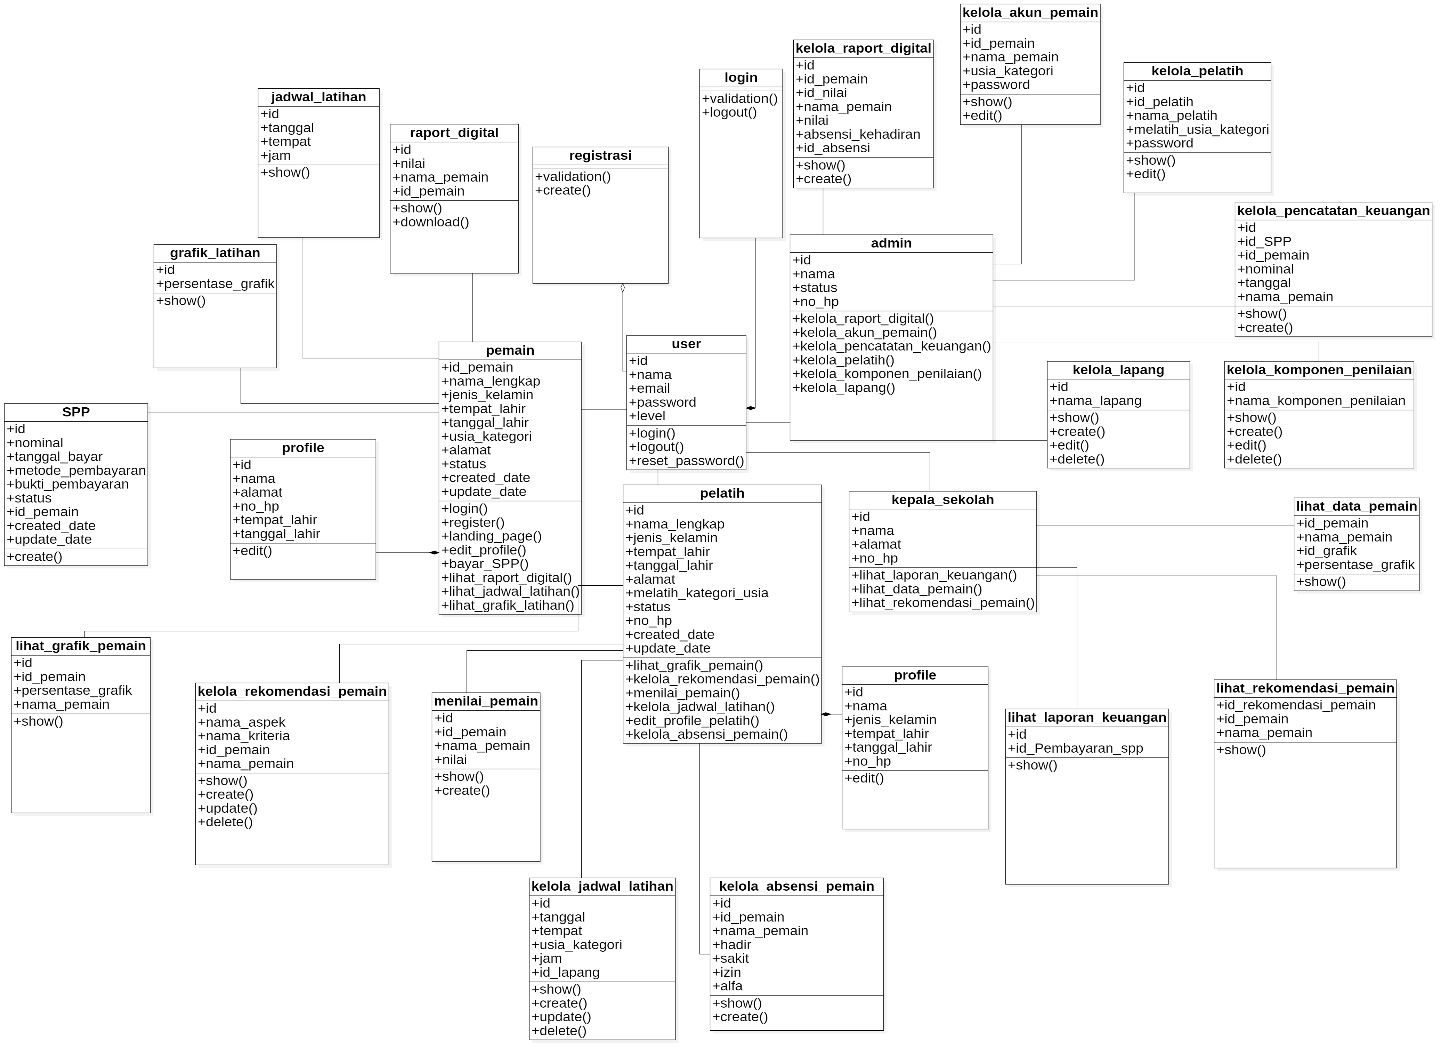 kelola_akun_pemain
+id
+id_pemain
+nama_pemain
+usia_kategori
+password
+show()
+edit()
kelola_raport_digital
+id
+id_pemain
+id_nilai
+nama_pemain
+nilai
+absensi_kehadiran
+id_absensi
+show()
+create()
kelola_pelatih
+id
+id_pelatih
+nama_pelatih
+melatih_usia_kategori
+password
+show()
+edit()
login
+validation()
+logout()
jadwal_latihan
+id
+tanggal
+tempat
+jam
+show()
raport_digital
+id
+nilai
+nama_pemain
+id_pemain
+show()
+download()
registrasi
+validation()
+create()
kelola_pencatatan_keuangan
+id
+id_SPP
+id_pemain
+nominal
+tanggal
+nama_pemain
+show()
+create()
admin
+id
+nama
+status
+no_hp
+kelola_raport_digital()
+kelola_akun_pemain()
+kelola_pencatatan_keuangan()
+kelola_pelatih()
+kelola_komponen_penilaian()
+kelola_lapang()
grafik_latihan
+id
+persentase_grafik
+show()
pemain
+id_pemain
+nama_lengkap
+jenis_kelamin
+tempat_lahir
+tanggal_lahir
+usia_kategori
+alamat
+status
+created_date
+update_date
+login()
+register()
+landing_page()
+edit_profile()
+bayar_SPP()
+lihat_raport_digital()
+lihat_jadwal_latihan()
+lihat_grafik_latihan()
user
+id
+nama
+email
+password
+level
+login()
+logout()
+reset_password()
kelola_lapang
+id
+nama_lapang
+show()
+create()
+edit()
+delete()
kelola_komponen_penilaian
+id
+nama_komponen_penilaian
+show()
+create()
+edit()
+delete()
SPP
+id
+nominal
+tanggal_bayar
+metode_pembayaran
+bukti_pembayaran
+status
+id_pemain
+created_date
+update_date
+create()
profile
+id
+nama
+alamat
+no_hp
+tempat_lahir
+tanggal_lahir
+edit()
pelatih
+id
+nama_lengkap
+jenis_kelamin
+tempat_lahir
+tanggal_lahir
+alamat
+melatih_kategori_usia
+status
+no_hp
+created_date
+update_date
+lihat_grafik_pemain()
+kelola_rekomendasi_pemain()
+menilai_pemain()
+kelola_jadwal_latihan()
+edit_profile_pelatih()
+kelola_absensi_pemain()
kepala_sekolah
+id
+nama
+alamat
+no_hp
+lihat_laporan_keuangan()
+lihat_data_pemain()
+lihat_rekomendasi_pemain()
lihat_data_pemain
+id_pemain
+nama_pemain
+id_grafik
+persentase_grafik
+show()
lihat_grafik_pemain
+id
+id_pemain
+persentase_grafik
+nama_pemain
+show()
kelola_rekomendasi_pemain
+id
+nama_aspek
+nama_kriteria
+id_pemain
+nama_pemain
+show()
+create()
+update()
+delete()
menilai_pemain
+id
+id_pemain
+nama_pemain
+nilai
+show()
+create()
profile
+id
+nama
+jenis_kelamin
+tempat_lahir
+tanggal_lahir
+no_hp
+edit()
lihat_laporan_keuangan
+id
+id_Pembayaran_spp
+show()
lihat_rekomendasi_pemain
+id_rekomendasi_pemain
+id_pemain
+nama_pemain
+show()
kelola_jadwal_latihan
+id
+tanggal
+tempat
+usia_kategori
+jam
+id_lapang
+show()
+create()
+update()
+delete()
kelola_absensi_pemain
+id
+id_pemain
+nama_pemain
+hadir
+sakit
+izin
+alfa
+show()
+create()